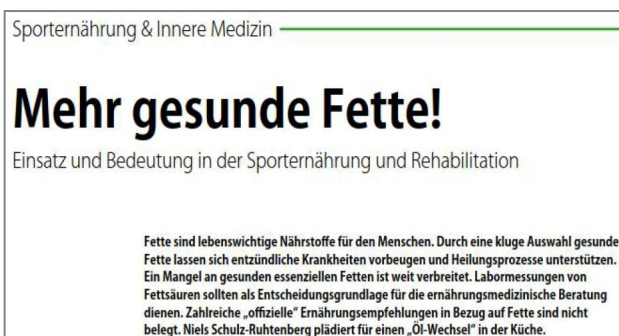 Sporternährung & Innere Medizin
Mehr gesunde Fette!
Einsatz und Bedeutung in der Sporternährung und Rehabilitation
Fette sind lebenswichtige Nährstoffe für den Menschen. Durch eine kluge Auswahl gesunde
Fette lassen sich entzündliche Krankheiten vorbeugen und Heilungsprozesse unterstützen.
Ein Mangel an gesunden essenziellen Fetten ist weit verbreitet. Labormessungen von
Fettsäuren sollten als Entscheidungsgrundlage für die ernährungsmedizinische Beratung
dienen. Zahlreiche „offizielle“ Ernährungsempfehlungen in Bezug auf Fette sind nicht
belegt. Niels Schulz-Ruhtenberg plädiert für einen „Öl-Wechsel“ in der Küche.